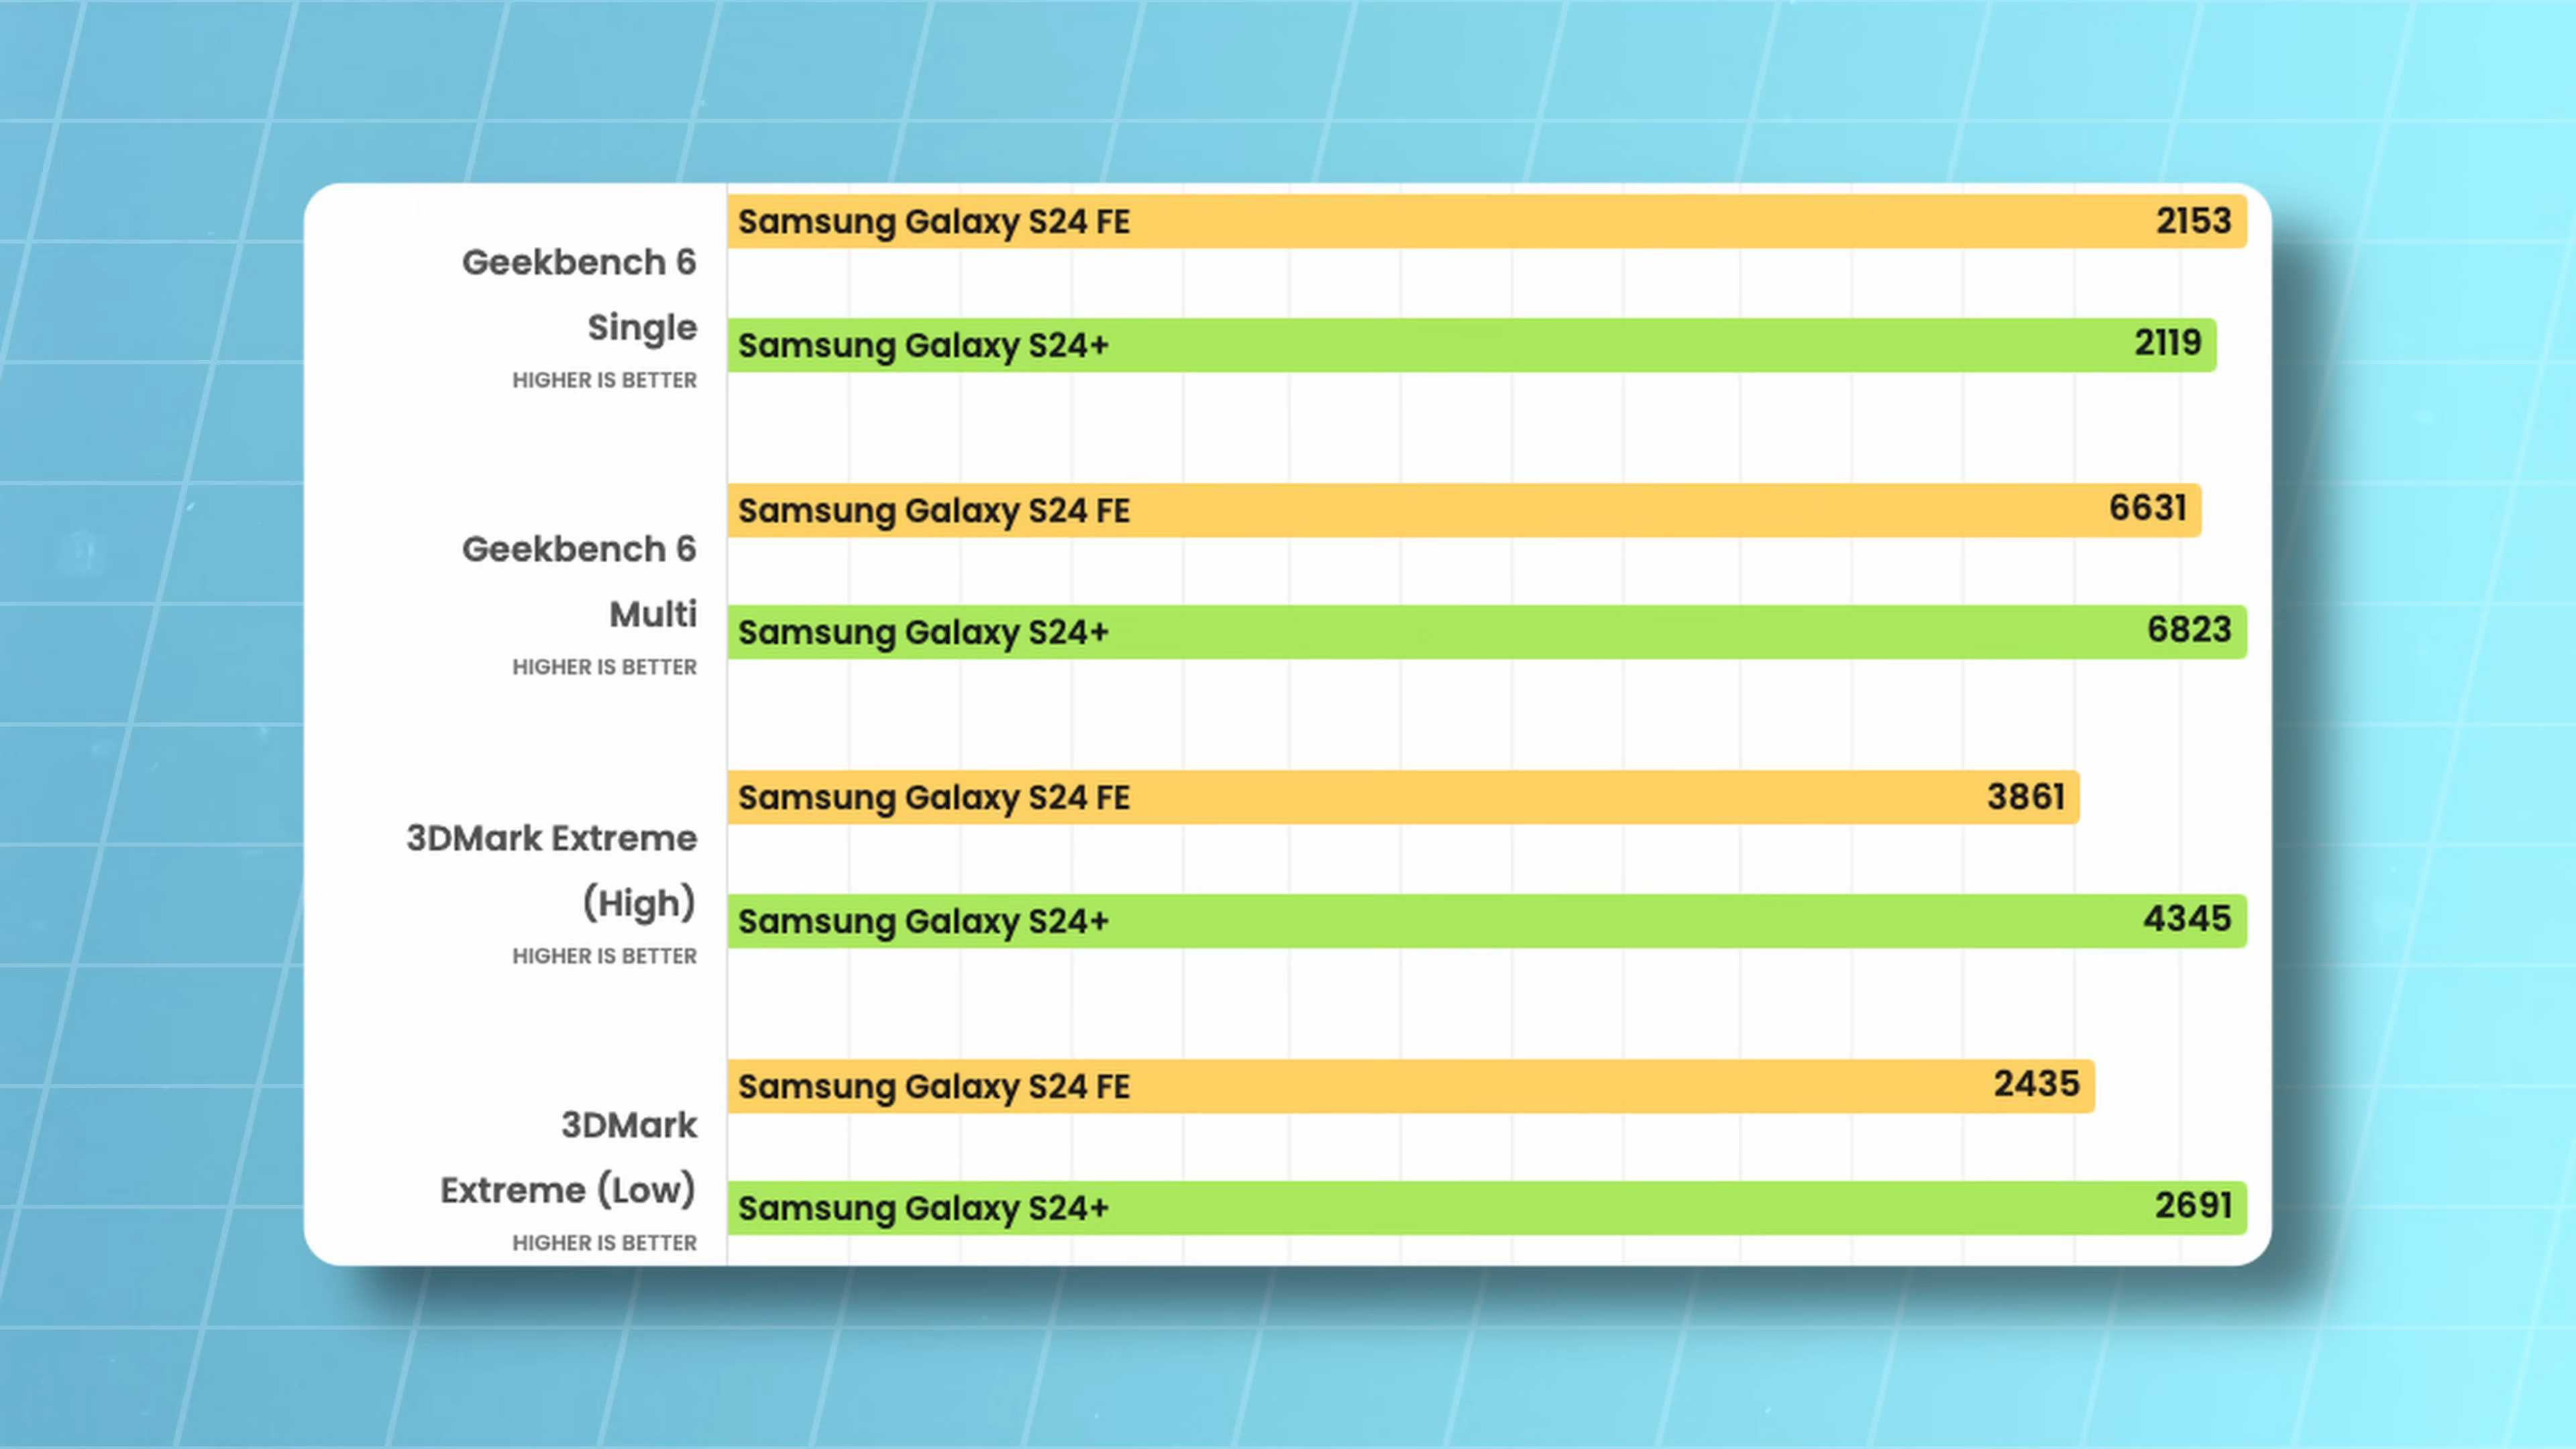 Samsung Galaxy S24 FE 2153
Geekbench 6
Single
Samsung Galaxy S24+ 2119
HIGHER IS BETTER
Samsung Galaxy S24 FE 6631
Geekbench 6
Multi
Samsung Galaxy S24+ 6823
HIGHER IS BETTER
Samsung Galaxy S24 FE 3861
3DMark Extreme
(High)
Samsung Galaxy S24+ 4345
HIGHER IS BETTER
Samsung Galaxy S24 FE 2435
3DMark
Extreme (Low)
Samsung Galaxy S24+ 2691
HIGHER IS BETTER